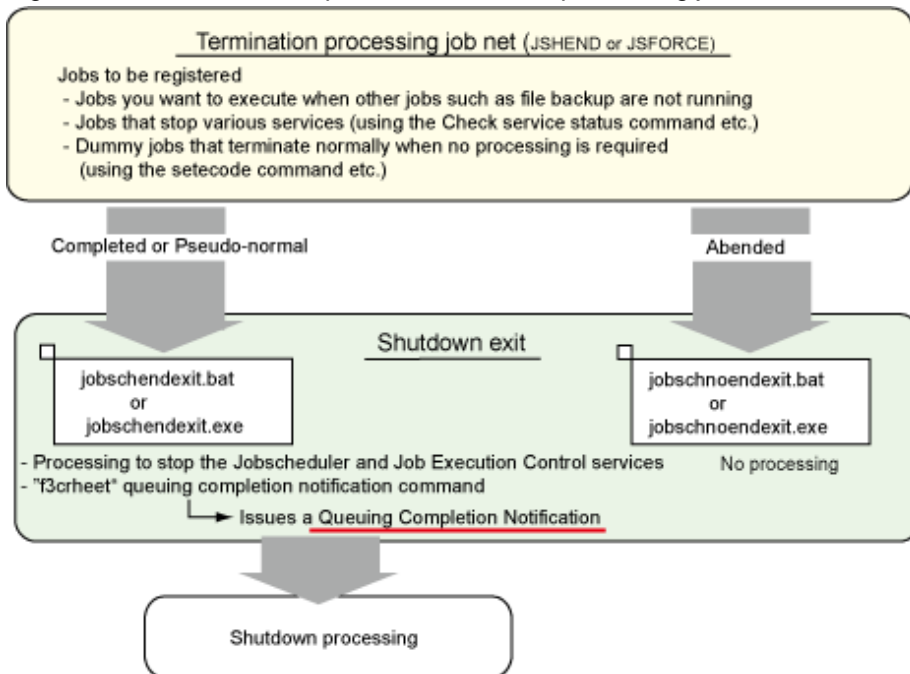 Termination processing job net (JSHEND or JSFORCE)
Jobs to be registered
- Jobs you want to execute when other jobs such as file backup are not running
- Jobs that stop various services (using the Check service status command etc.)
- Dummy jobs that terminate normally when no processing is required
(using the setecode command etc.)
Completed or Pseudo-normal
Abended
Shutdown exit
jobschendexit.bat
or
jobschendexit.exe
jobschnoendexit.bat
or
jobschnoendexit.exe
- Processing to stop the Jobscheduler and Job Execution Control services
No processing
- "f3crheet" queuing completion notification command
Issues a Queuing Completion Notification
Shutdown processing